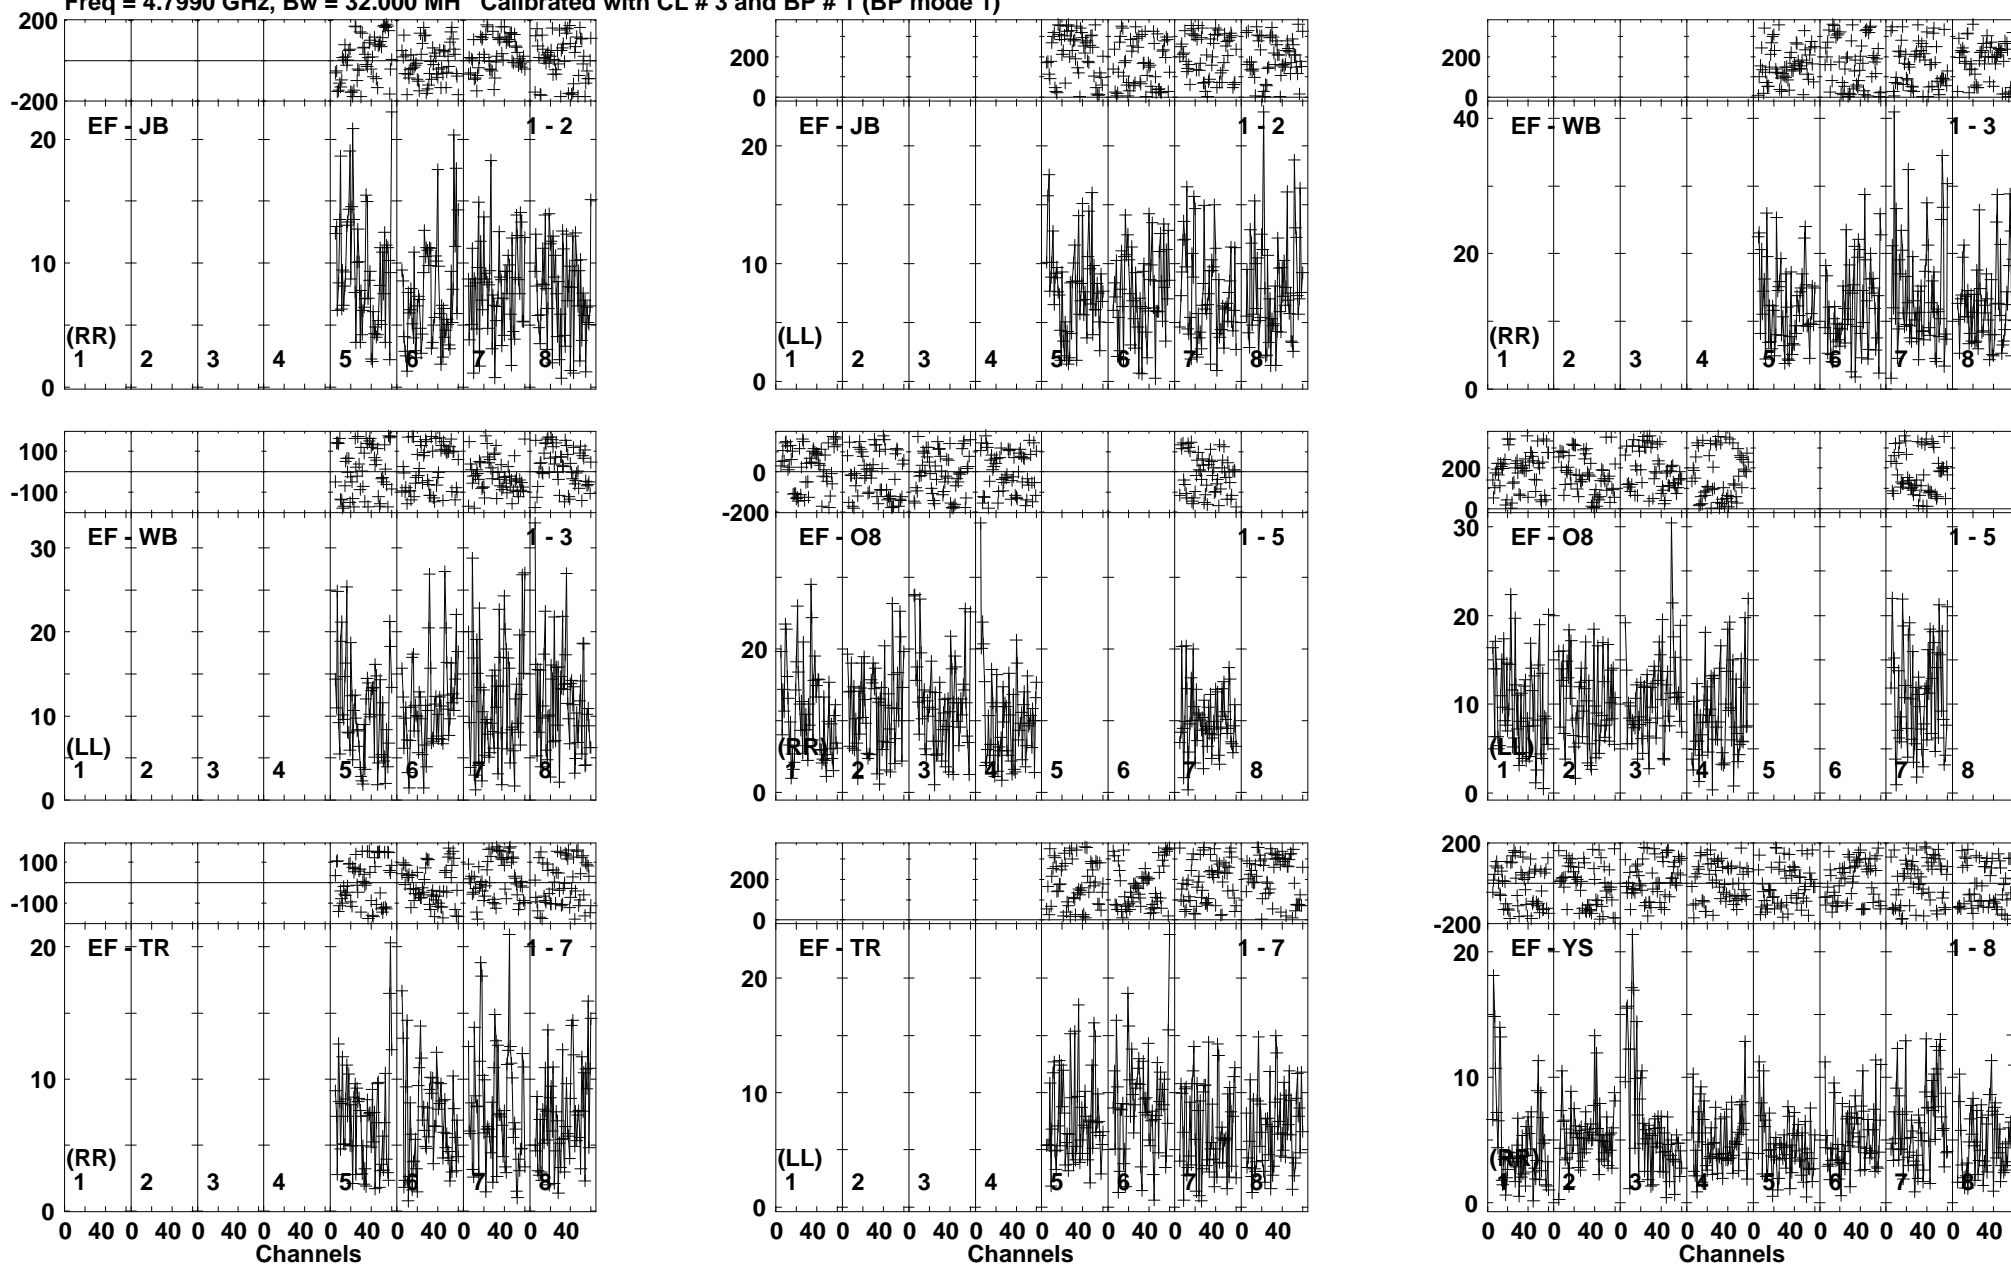 Freq = 4.7990 GHz, Bw = 32.000 MH Calibrated with CL # 3 and BP # 1 (BP mode 1)
200
-200
EF - JB 1 - 2
20
10
0
(RR)
1 2 3 4 5 6 7 8
200
0
EF - JB 1 - 2
20
10
0
(LL)
1 2 3 4 5 6 7 8
200
0
EF - WB 1 - 3
40
20
0
(RR)
1 2 3 4 5 6 7 8
100
-100
EF - WB 1 - 3
30
20
10
0
(LL)
1 2 3 4 5 6 7 8
0
-200
EF - O8 1 - 5
20
0
(RR)
1 2 3 4 5 6 7 8
200
0
EF - O8 1 - 5
30
20
10
0
(LL)
1 2 3 4 5 6 7 8
100
-100
EF - TR 1 - 7
20
10
0
(RR)
1 2 3 4 5 6 7 8
0 40 0 40 0 40 0 40 0 40 0 40 0 40 0 40
Channels
200
0
EF - TR 1 - 7
20
10
0
(LL)
1 2 3 4 5 6 7 8
0 40 0 40 0 40 0 40 0 40 0 40 0 40 0 40
Channels
200
-200
EF - YS 1 - 8
20
10
0
(RR)
1 2 3 4 5 6 7 8
0 40 0 40 0 40 0 40 0 40 0 40 0 40 0 40
Channels